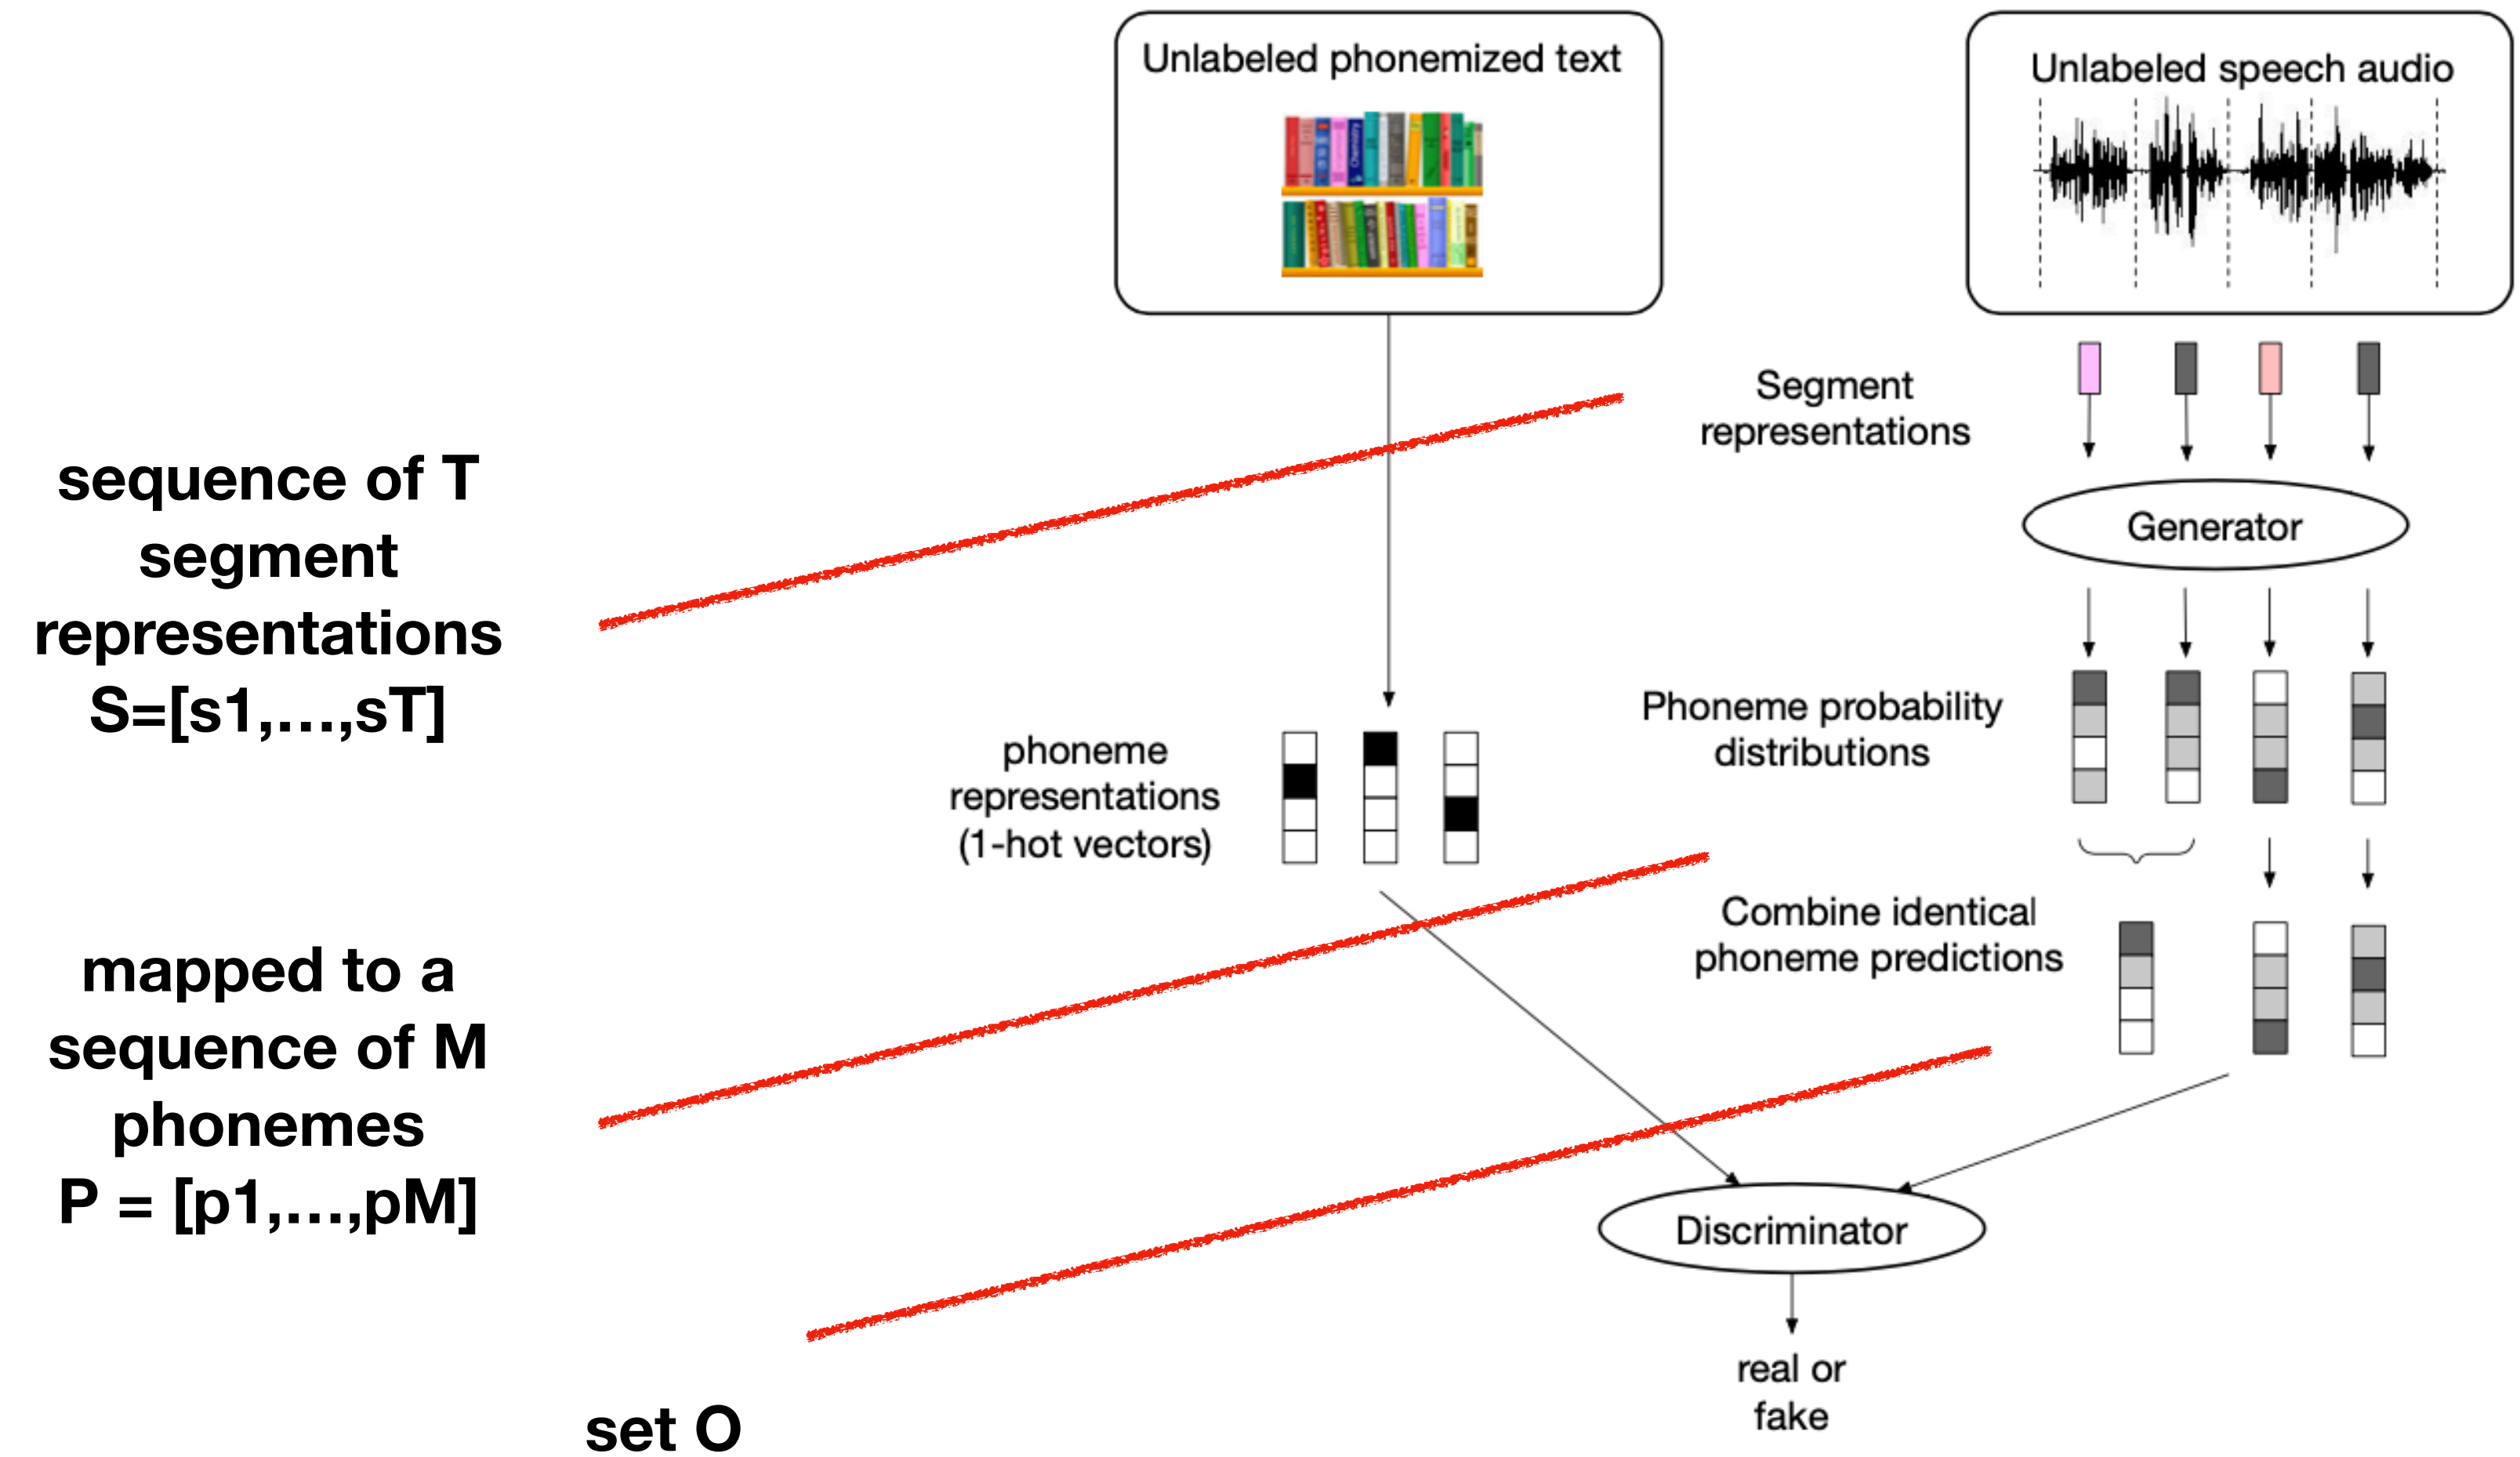 Unlabeled phonemized text
Chemistry
Unlabeled speech audio
Segment
representations
sequence of T
segment
representations
S=[s1,...,sT]
Generator
phoneme
representations
(1-hot vectors)
Phoneme probability
distributions
Combine identical
phoneme predictions
mapped to a
sequence of M
phonemes
P = [p1,...,pM]
Discriminator
real or
fake
set O